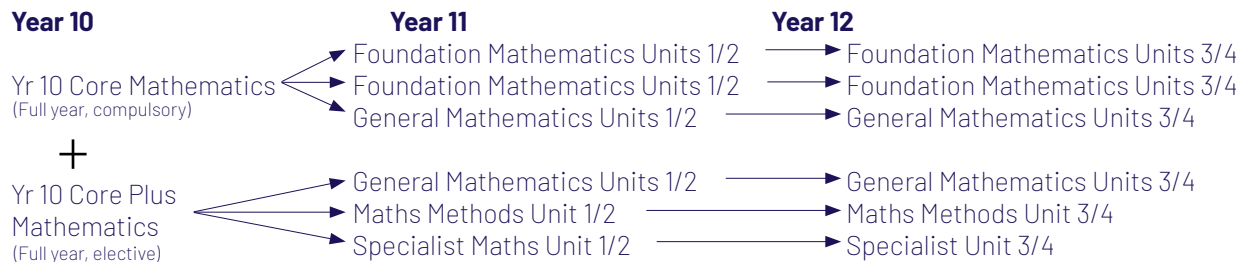 Year 10 Year 11 Year 12
Foundation Mathematics Units 1/2 Foundation Mathematics Units 3/4
Yr 10 Core Mathematics Foundation Mathematics Units 1/2 Foundation Mathematics Units 3/4
(Full year, compulsory)
General Mathematics Units 1/2 General Mathematics Units 3/4
+
General Mathematics Units 1/2 General Mathematics Units 3/4
Yr 10 Core Plus
Mathematics Maths Methods Unit 1/2 Maths Methods Unit 3/4
(Full year, elective) Specialist Maths Unit 1/2 Specialist Unit 3/4